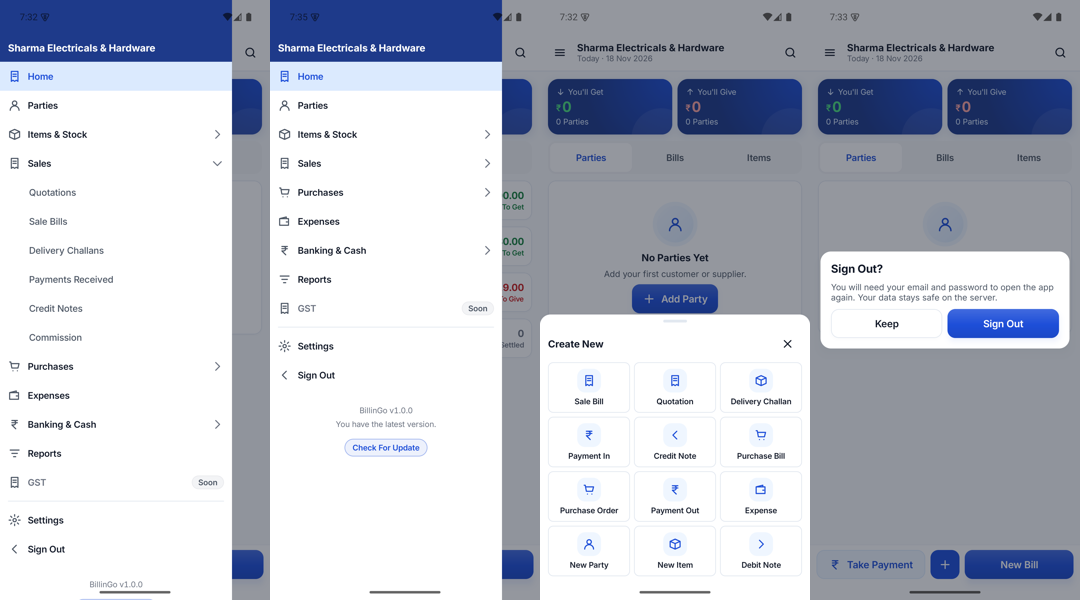 7:32
Sharma Electricals & Hardware
Home
Parties
Items & Stock
Sales
Quotations
Sale Bills
Delivery Challans
Payments Received
Credit Notes
Commission
Purchases
Expenses
Banking & Cash
Reports
GST Soon
Settings
Sign Out
BillinGo v1.0.0
7:35
Sharma Electricals & Hardware
Home
Parties
Items & Stock
Sales
Purchases
Expenses
Banking & Cash
Reports
GST Soon
Settings
Sign Out
BillinGo v1.0.0
You have the latest version.
Check For Update
0.00
To Get
0.00
To Get
9.00
To Give
0
7:32
Sharma Electricals & Hardware
Today · 18 Nov 2026
↓ You'll Get
₹0
0 Parties
↑ You'll Give
₹0
0 Parties
Parties Bills Items
No Parties Yet
Add your first customer or supplier.
+ Add Party
Create New
Sale Bill Quotation Delivery Challan
₹ ‹
Payment In Credit Note Purchase Bill
₹
Purchase Order Payment Out Expense
›
New Party New Item Debit Note
7:33
Sharma Electricals & Hardware
Today · 18 Nov 2026
↓ You'll Get
₹0
0 Parties
↑ You'll Give
₹0
0 Parties
Parties Bills Items
Sign Out?
You will need your email and password to open the app
again. Your data stays safe on the server.
Keep Sign Out
₹ Take Payment + New Bill